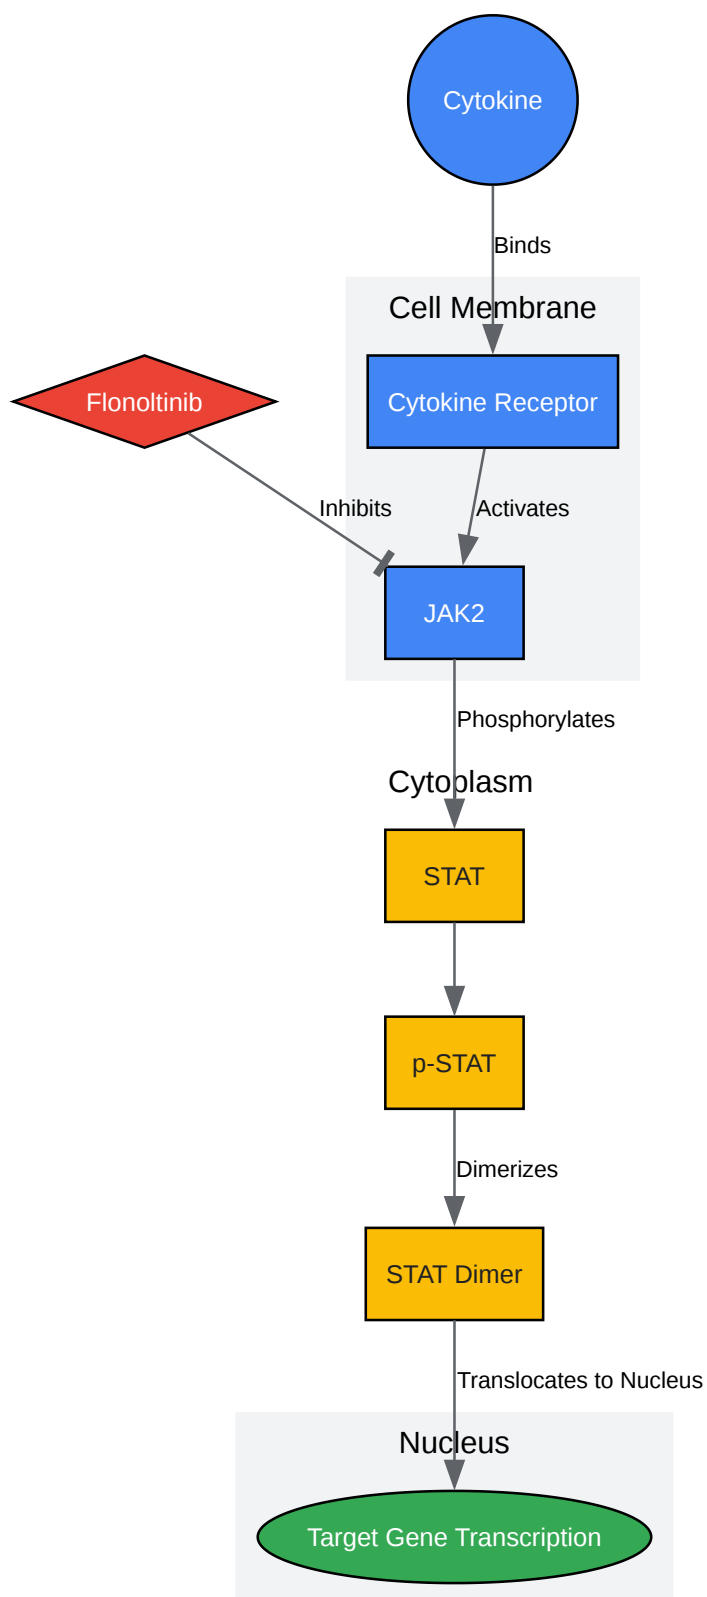 Cytokine
Binds
Cell Membrane
Flonoltinib
Cytokine Receptor
Inhibits
Activates
JAK2
Phosphorylates
Cytoplasm
STAT
p-STAT
Dimerizes
STAT Dimer
Translocates to Nucleus
Nucleus
Target Gene Transcription